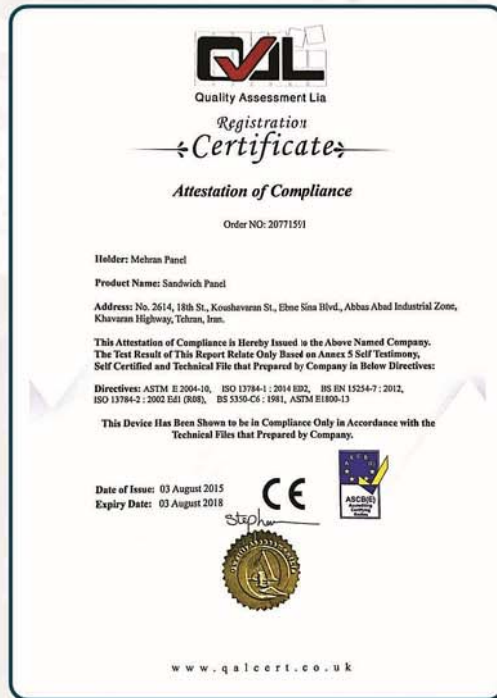 QAL
Quality Assessment Lia
Registration
Certificate
Attestation of Compliance
Order NO: 20771591
Holder: Mehran Panel
Product Name: Sandwich Panel
Address: No. 2614, 18th St., Koushavaran St., Ebne Sina Blvd., Abbas Abad Industrial Zone,
Khavaran Highway, Tehran, Iran.
This Attestation of Compliance is Hereby Issued to the Above Named Company.
The Test Result of This Report Relate Only Based on Annex 5 Self Testimony,
Self Certified and Technical File that Prepared by Company in Below Directives:
Directives: ASTM E 2004-10, ISO 13784-1 : 2014 ED2, BS EN 15254-7 : 2012,
ISO 13784-2 : 2002 Ed1 (R08), BS 5350-C6 : 1981, ASTM E1800-13
This Device Has Been Shown to be in Compliance Only in Accordance with the
Technical Files that Prepared by Company.
Date of Issue: 03 August 2015
Expiry Date: 03 August 2018
CE
ASCB(E)
Accrediting
Certifying
Bodies
Stephen
www.qalcert.co.uk